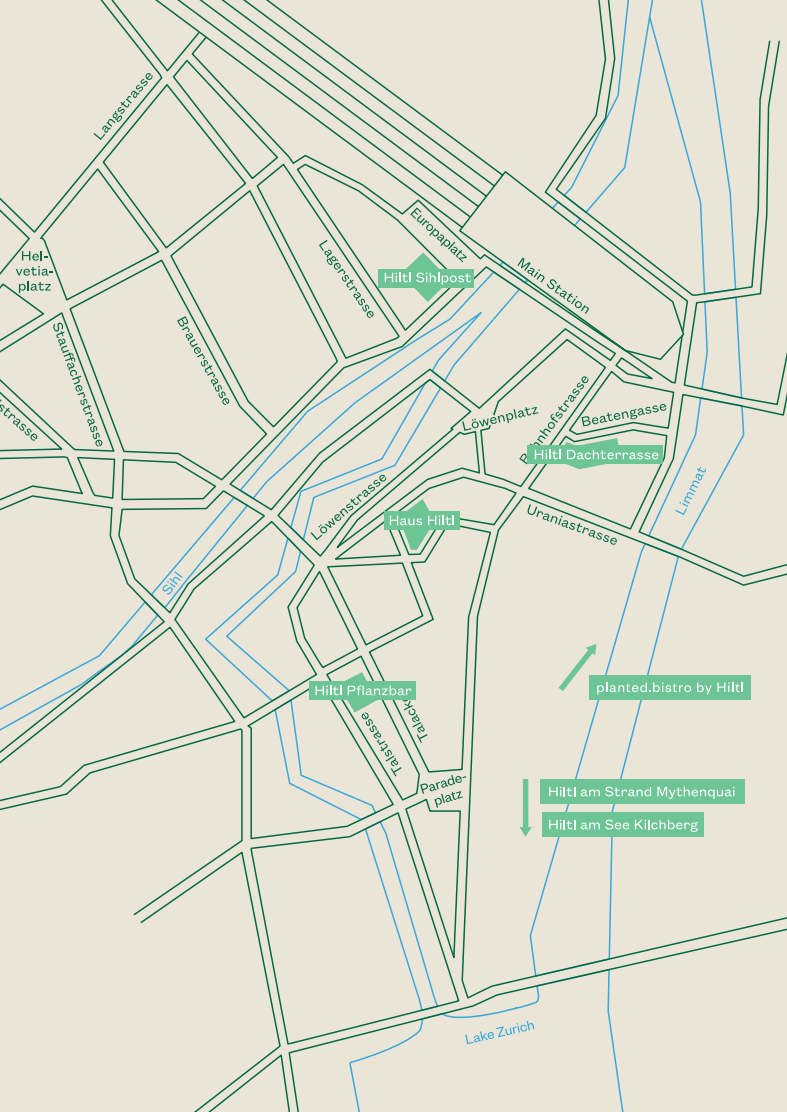 Langstrasse
Hel-
vetia-
platz
Europaplatz
Hiltl Sihlpost
Main Station
Lagerstrasse
Brauerstrasse
Stauffacherstrasse
strasse
Löwenplatz
Beatengasse
Hiltl Dachterrasse
Löwenstrasse
Haus Hiltl
Uraniastrasse
Limmat
Sihl
planted.bistro by Hiltl
Hiltl Pflanzbar
Talstrasse
Parade-
platz
Hiltl am Strand Mythenquai
Hiltl am See Kilchberg
Lake Zurich